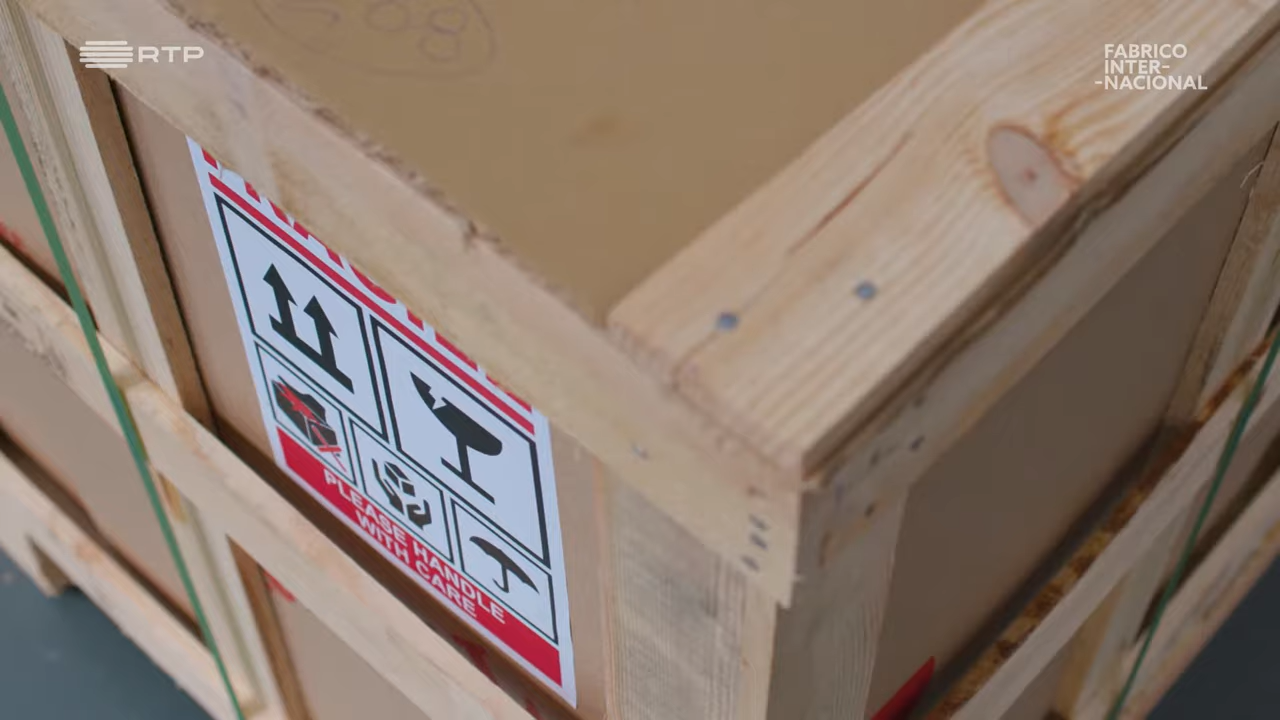 RTP
FABRICO
INTER-
-NACIONAL
PLEASE HANDLE
WITH CARE